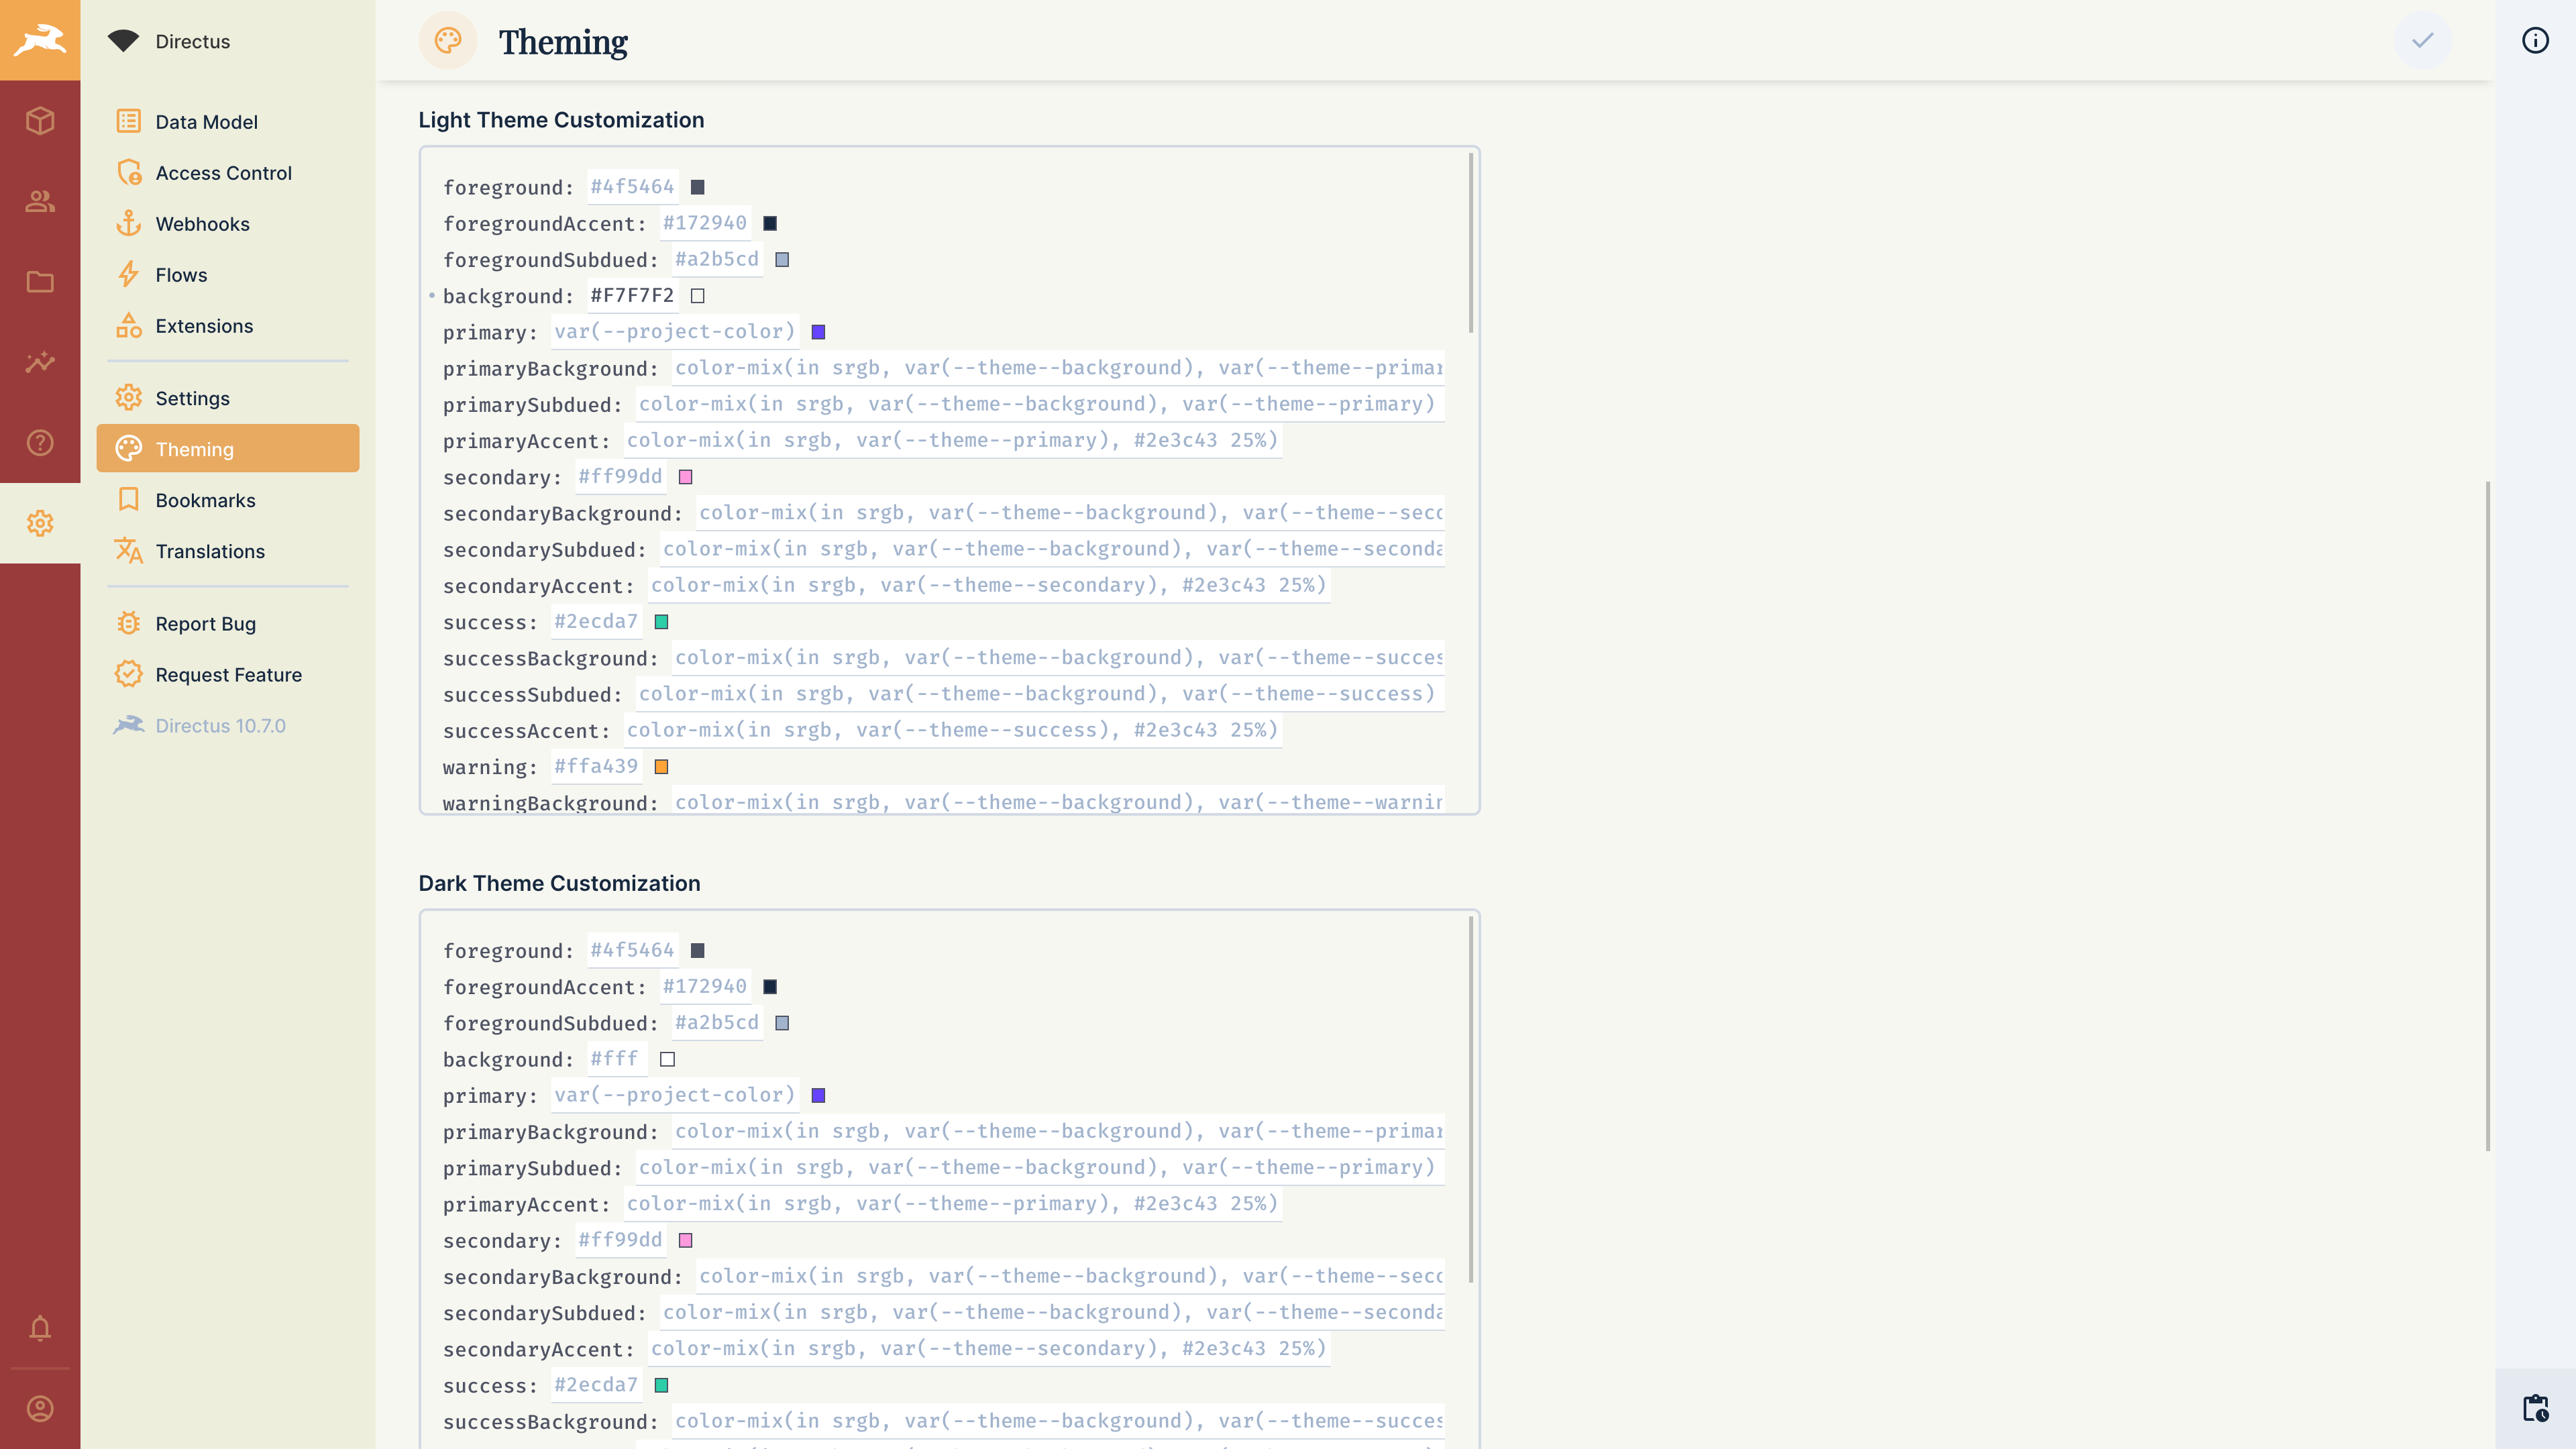 Directus
Data Model
Access Control
Webhooks
Flows
Extensions
Settings
Theming
Bookmarks
Translations
Report Bug
Request Feature
Directus 10.7.0
Theming
Light Theme Customization
foreground: #4f5464
foregroundAccent: #172940
foregroundSubdued: #a2b5cd
background: #F7F7F2
primary: var(--project-color)
primaryBackground: color-mix(in srgb, var(--theme--background), var(--theme--primar
primarySubdued: color-mix(in srgb, var(--theme--background), var(--theme--primary)
primaryAccent: color-mix(in srgb, var(--theme--primary), #2e3c43 25%)
secondary: #ff99dd
secondaryBackground: color-mix(in srgb, var(--theme--background), var(--theme--seco
secondarySubdued: color-mix(in srgb, var(--theme--background), var(--theme--seconda
secondaryAccent: color-mix(in srgb, var(--theme--secondary), #2e3c43 25%)
success: #2ecda7
successBackground: color-mix(in srgb, var(--theme--background), var(--theme--succes
successSubdued: color-mix(in srgb, var(--theme--background), var(--theme--success)
successAccent: color-mix(in srgb, var(--theme--success), #2e3c43 25%)
warning: #ffa439
warningBackground: color-mix(in srgb, var(--theme--background), var(--theme--warnin
Dark Theme Customization
foreground: #4f5464
foregroundAccent: #172940
foregroundSubdued: #a2b5cd
background: #fff
primary: var(--project-color)
primaryBackground: color-mix(in srgb, var(--theme--background), var(--theme--primar
primarySubdued: color-mix(in srgb, var(--theme--background), var(--theme--primary)
primaryAccent: color-mix(in srgb, var(--theme--primary), #2e3c43 25%)
secondary: #ff99dd
secondaryBackground: color-mix(in srgb, var(--theme--background), var(--theme--seco
secondarySubdued: color-mix(in srgb, var(--theme--background), var(--theme--seconda
secondaryAccent: color-mix(in srgb, var(--theme--secondary), #2e3c43 25%)
success: #2ecda7
successBackground: color-mix(in srgb, var(--theme--background), var(--theme--succes